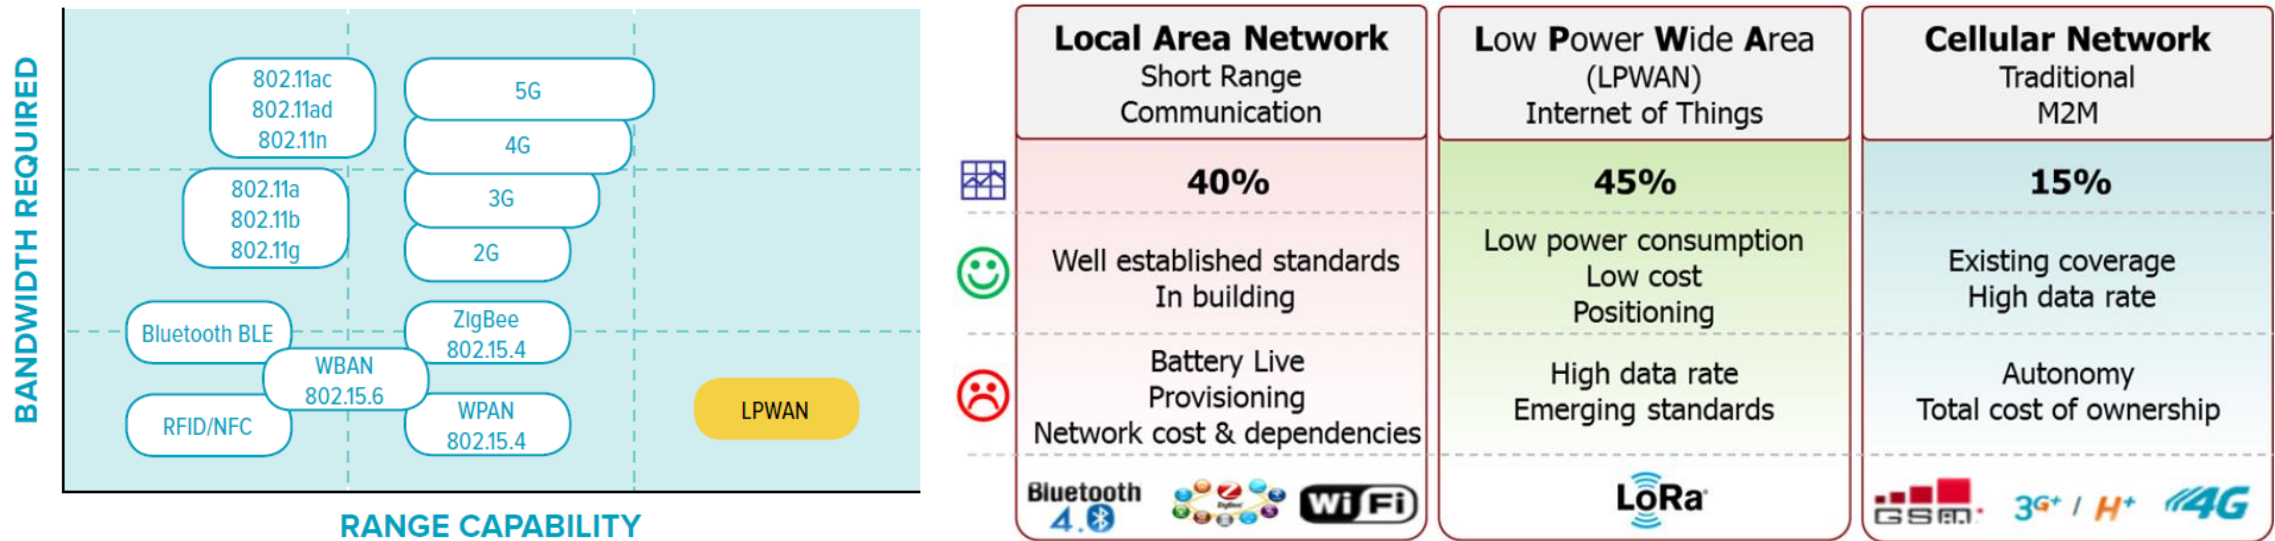 BANDWIDTH REQUIRED
802.11ac
802.11ad
802.11n
802.11a
802.11b
802.11g
5G
4G
3G
2G
Bluetooth BLE
ZigBee
802.15.4
WBAN
802.15.6
RFID/NFC
WPAN
802.15.4
LPWAN
RANGE CAPABILITY
Local Area Network
Short Range
Communication
40%
Well established standards
In building
Battery Live
Provisioning
Network cost & dependencies
Bluetooth
4.0
ZigBee
Wi Fi
Low Power Wide Area
(LPWAN)
Internet of Things
45%
Low power consumption
Low cost
Positioning
High data rate
Emerging standards
LoRa
Cellular Network
Traditional
M2M
15%
Existing coverage
High data rate
Autonomy
Total cost of ownership
GSM
3G+ / H+
4G